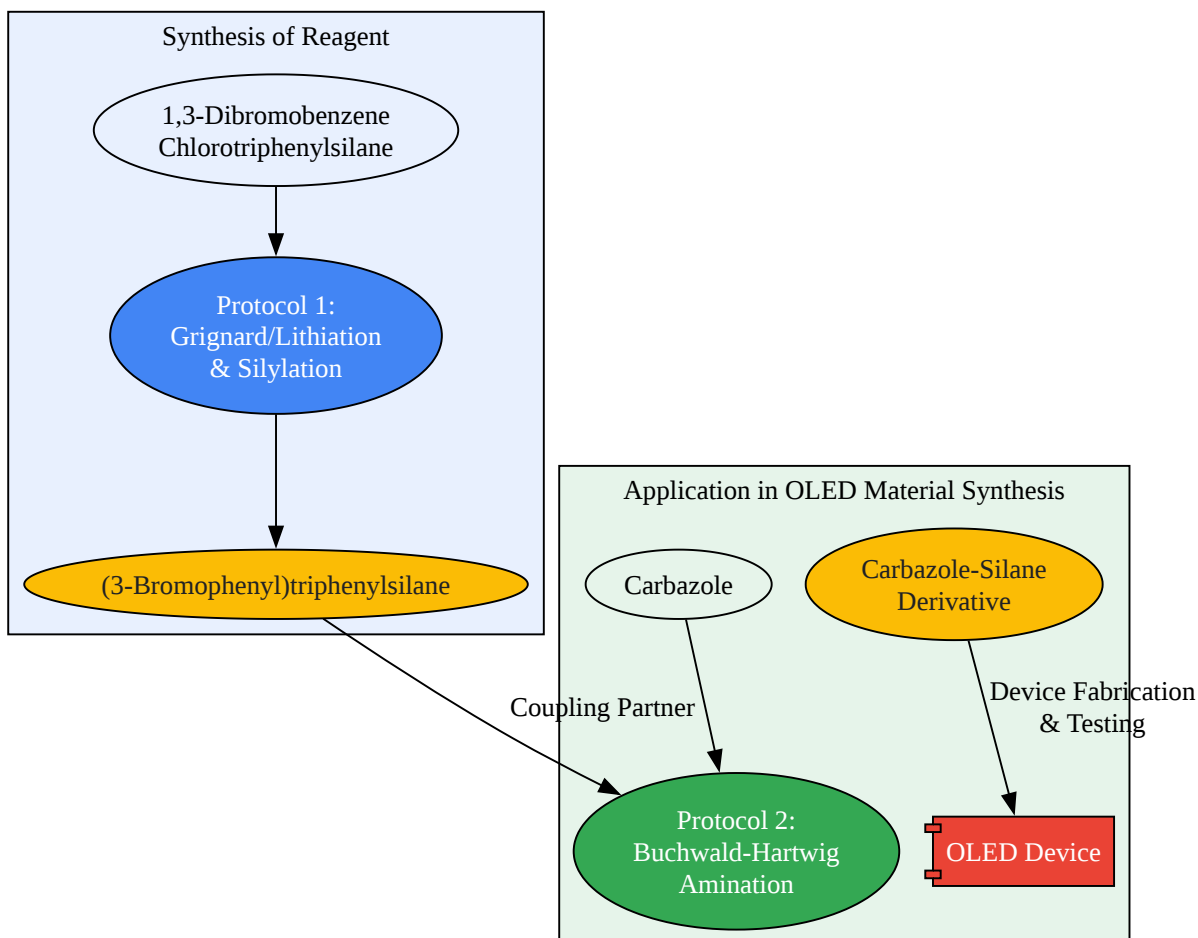 Synthesis of Reagent
1,3-Dibromobenzene
Chlorotriphenylsilane
Protocol 1:
Grignard/Lithiation
& Silylation
(3-Bromophenyl)triphenylsilane
Application in OLED Material Synthesis
Carbazole
Carbazole-Silane
Derivative
Coupling Partner
Device Fabrication
& Testing
Protocol 2:
Buchwald-Hartwig
Amination
OLED Device